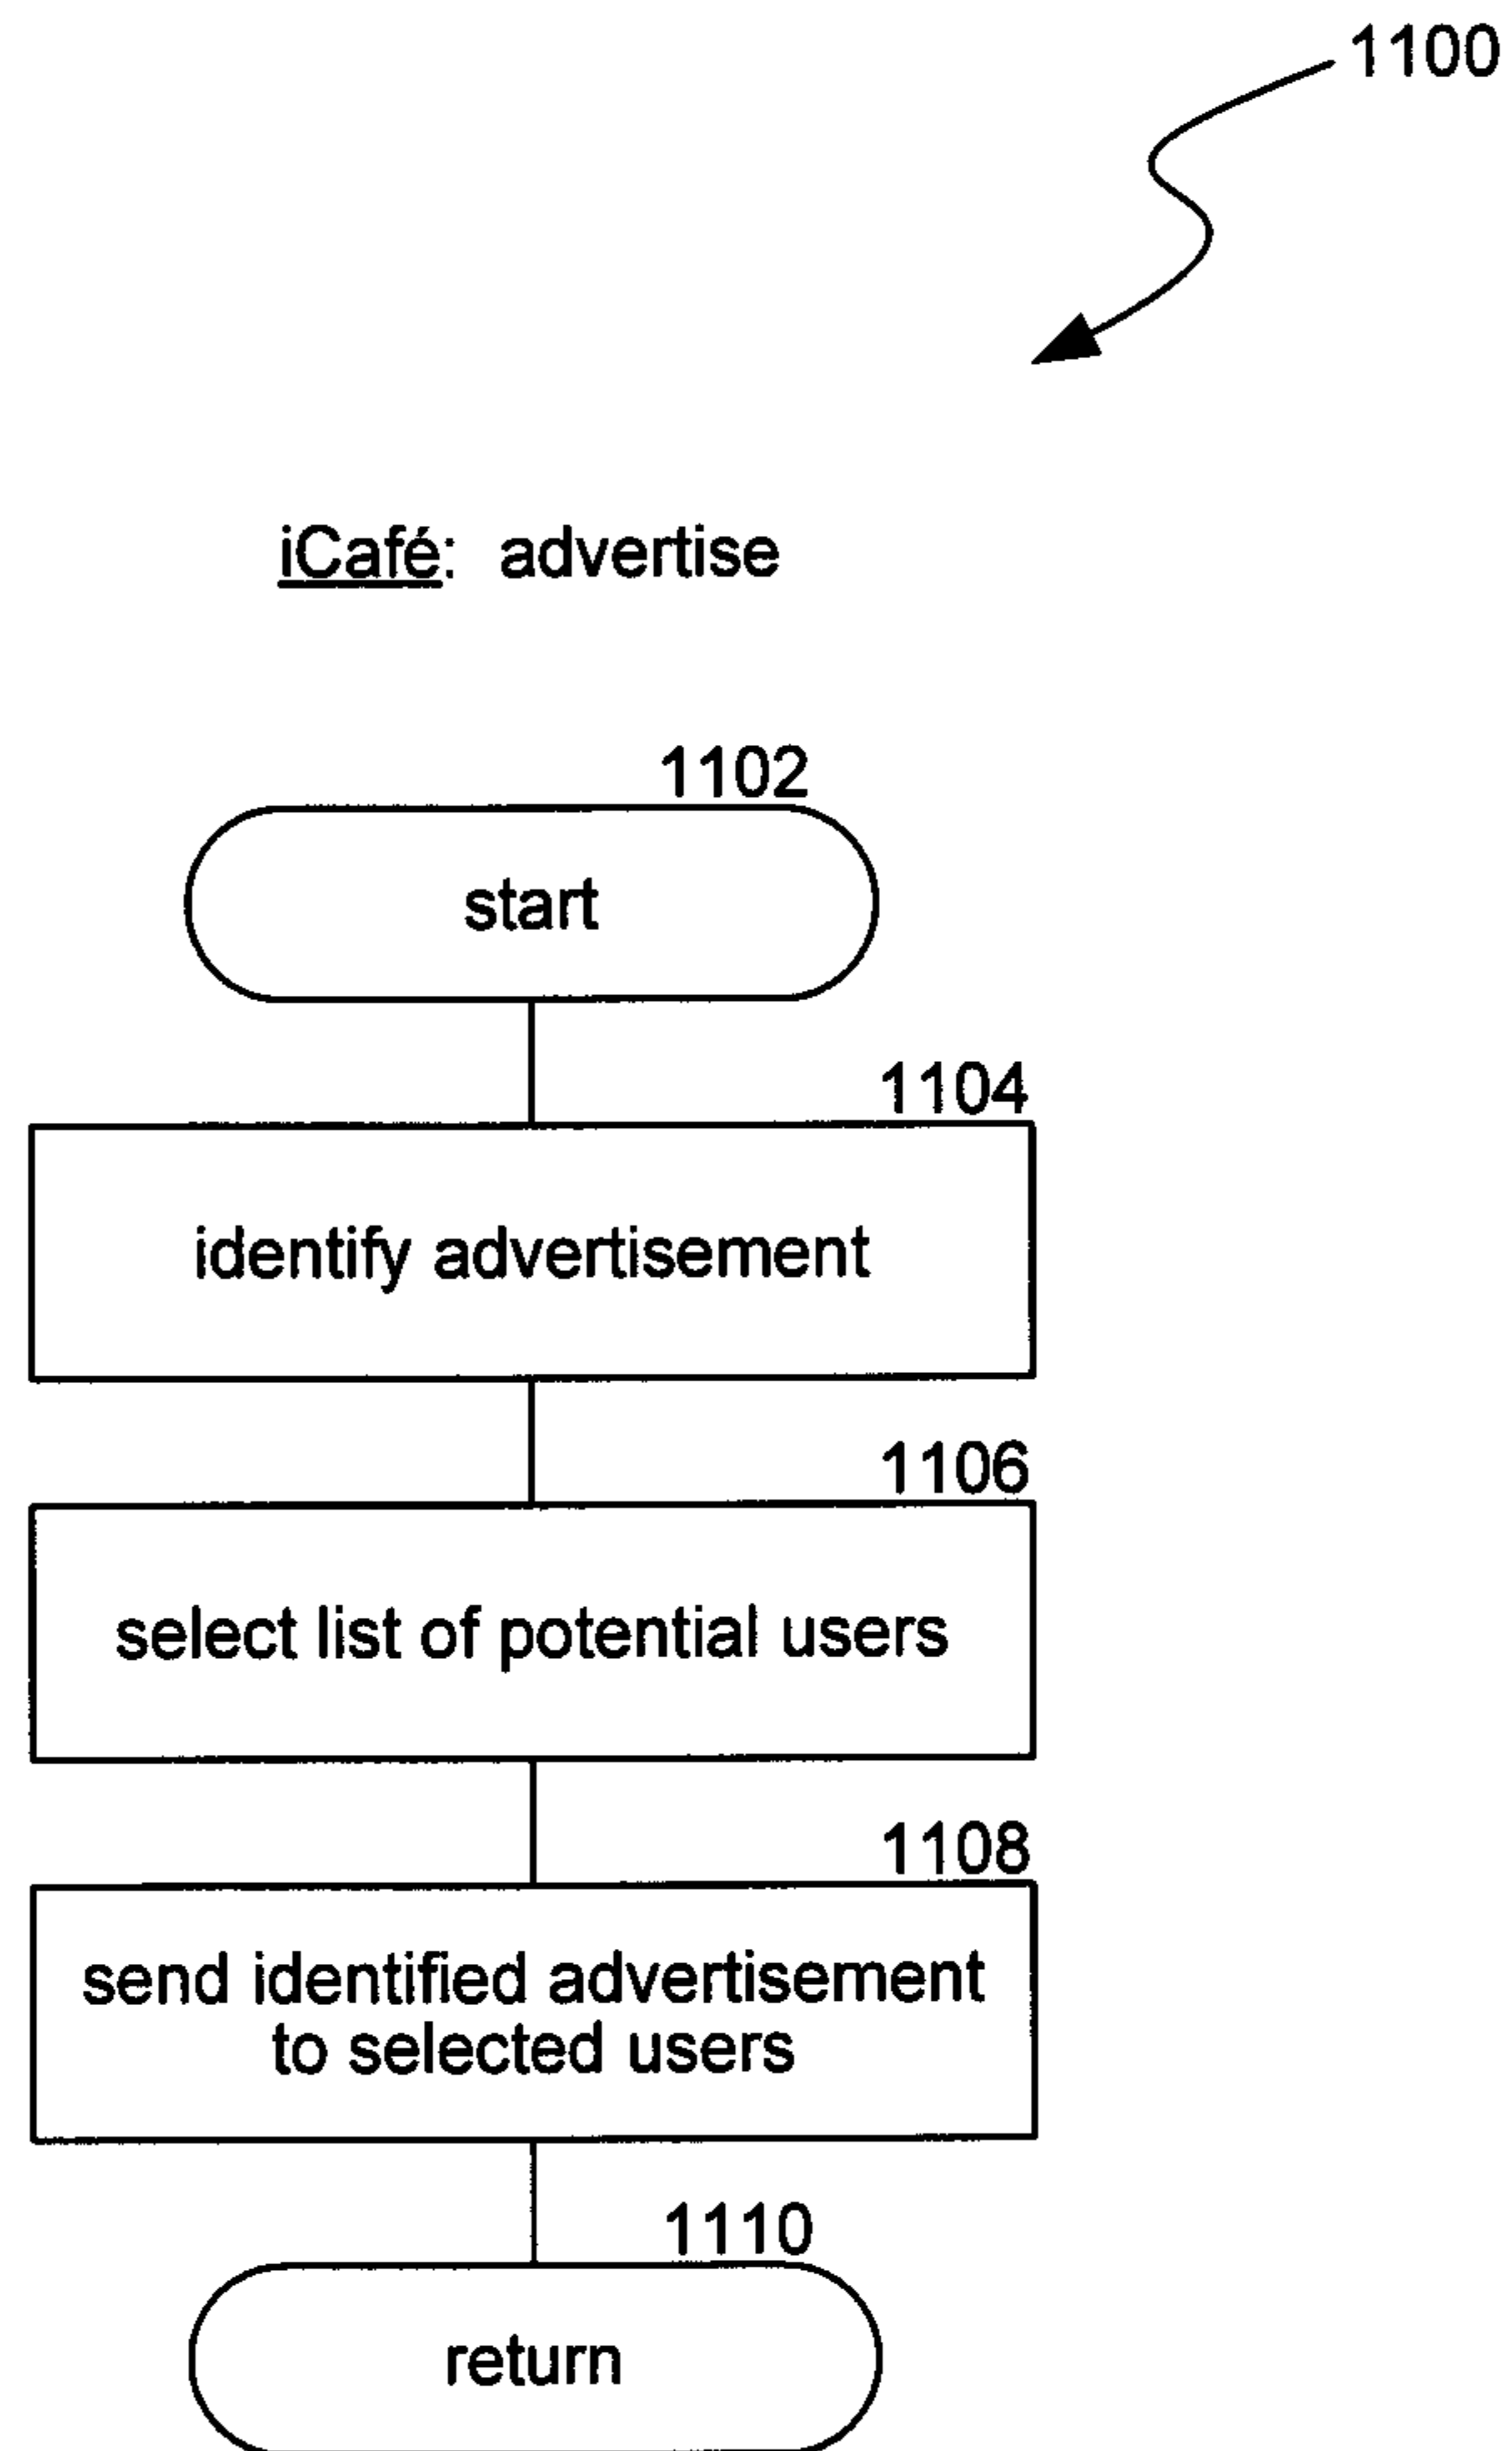 1100
iCafé: advertise
1102
start
1104
identify advertisement
1106
select list of potential users
1108
send identified advertisement
to selected users
1110
return